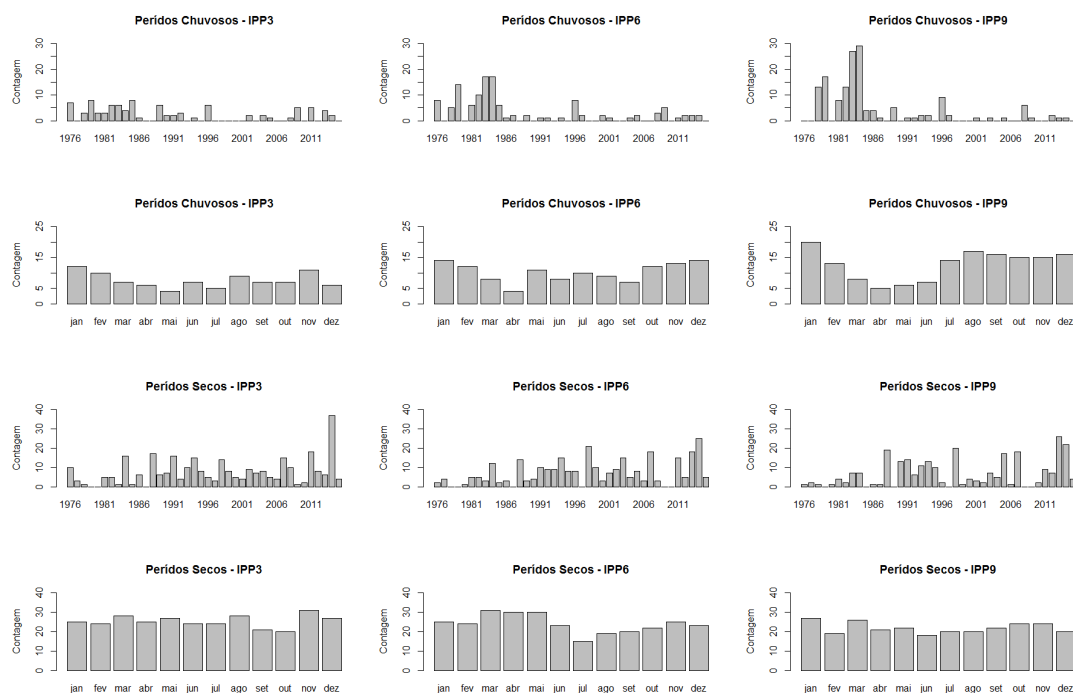 Perídos Chuvosos - IPP3
Perídos Chuvosos - IPP6
Perídos Chuvosos - IPP9
Contagem
0 10 20 30
1976 1981 1986 1991 1996 2006 2011
Contagem
0 10 20 30
1976 1981 1986 1991 1996 2006 2011
Contagem
0 10 20 30
1976 1981 1986 1991 1996 2006 2011
Perídos Chuvosos - IPP3
Perídos Chuvosos - IPP6
Perídos Chuvosos - IPP9
Contagem
0 5 15 25
jan fev mar abr mai jun jul ago set out nov dez
Contagem
0 5 15 25
jan fev mar abr mai jun jul ago set out nov dez
Contagem
0 5 15 25
jan fev mar abr mai jun jul ago set out nov dez
Perídos Secos - IPP3
Perídos Secos - IPP6
Perídos Secos - IPP9
Contagem
0 10 20 30 40
1976 1981 1986 1991 1996 2006 2011
Contagem
0 10 20 30 40
1976 1981 1986 1991 1996 2006 2011
Contagem
0 10 20 30 40
1976 1981 1986 1991 1996 2006 2011
Perídos Secos - IPP3
Perídos Secos - IPP6
Perídos Secos - IPP9
Contagem
0 10 20 30 40
jan fev mar abr mai jun jul ago set out nov dez
Contagem
0 10 20 30 40
jan fev mar abr mai jun jul ago set out nov dez
Contagem
0 10 20 30 40
jan fev mar abr mai jun jul ago set out nov dez